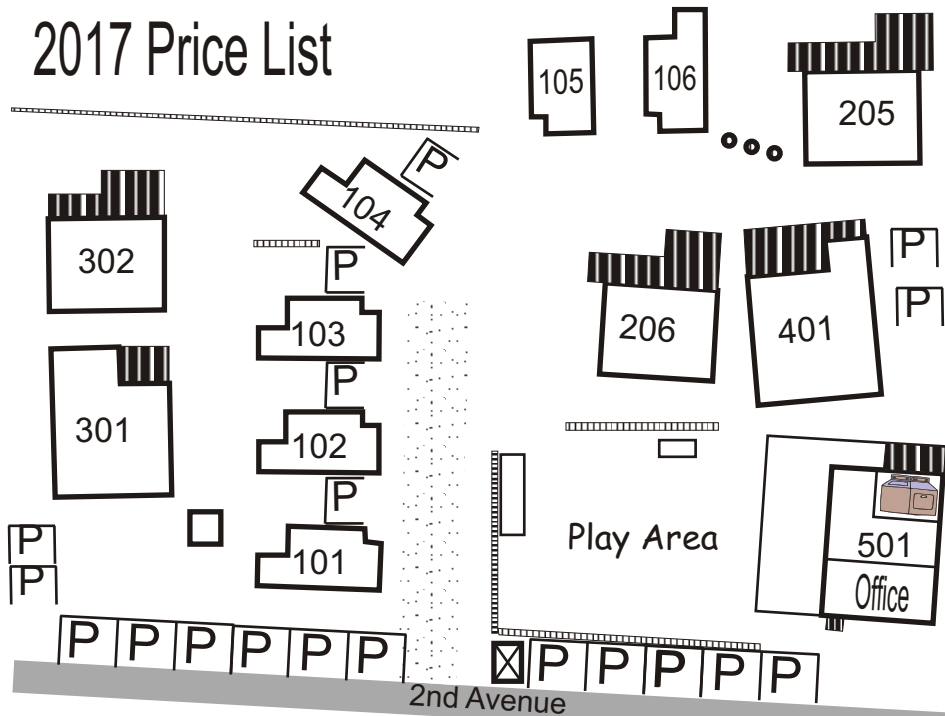 2017 Price List
105
106
205
P
104
302
P
P
103
206
401
P
P
301
102
P
Play Area
P
P
101
501
Office
P P P P P P
P P P P P
2nd Avenue